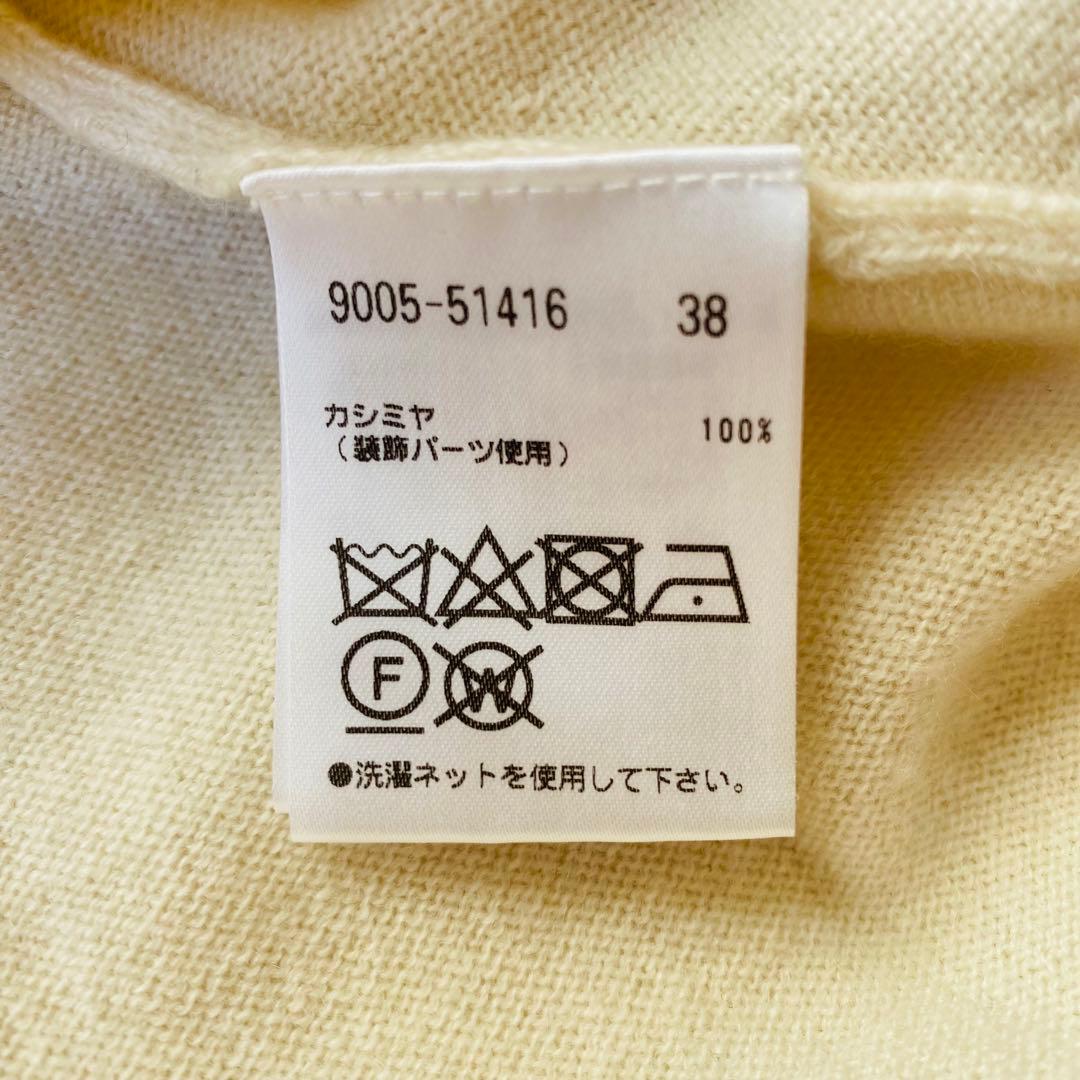 9005-51416 38
カシミヤ 100%
(装飾パーツ使用)
F W
●洗濯ネットを使用して下さい。